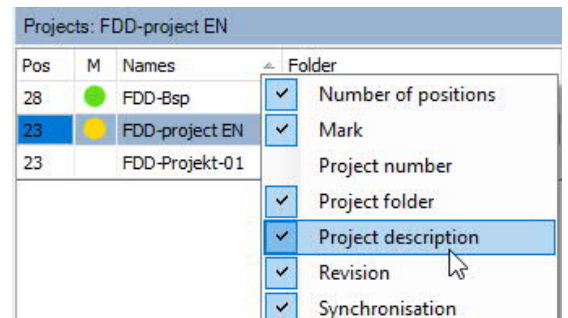 Projects: FDD-project EN
Pos M Names Folder
28 FDD-Bsp
23 FDD-project EN
23 FDD-Projekt-01
Number of positions
Mark
Project number
Project folder
Project description
Revision
Synchronisation